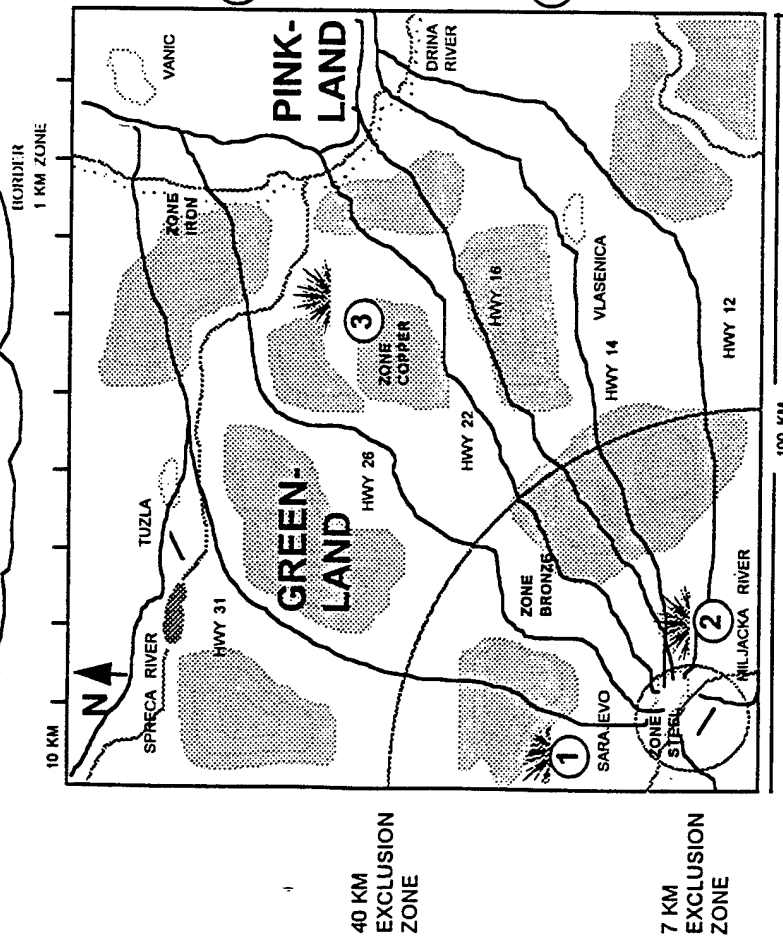 BORDER
1 KM ZONE
10 KM
N
SPRECA RIVER
TUZLA
VANIC
HWY 31
ZONE
IRON
GREEN-
LAND
PINK-
LAND
HWY 26
3
ZONE
COPPER
40 KM
EXCLUSION
ZONE
DRINA
RIVER
HWY 22
HWY 16
ZONE
BRONZE
1
SARAJEVO
VLASENICA
HWY 14
ZONE
STEEL
2
HWY 12
MILJACKA RIVER
7 KM
EXCLUSION
ZONE
100 KM